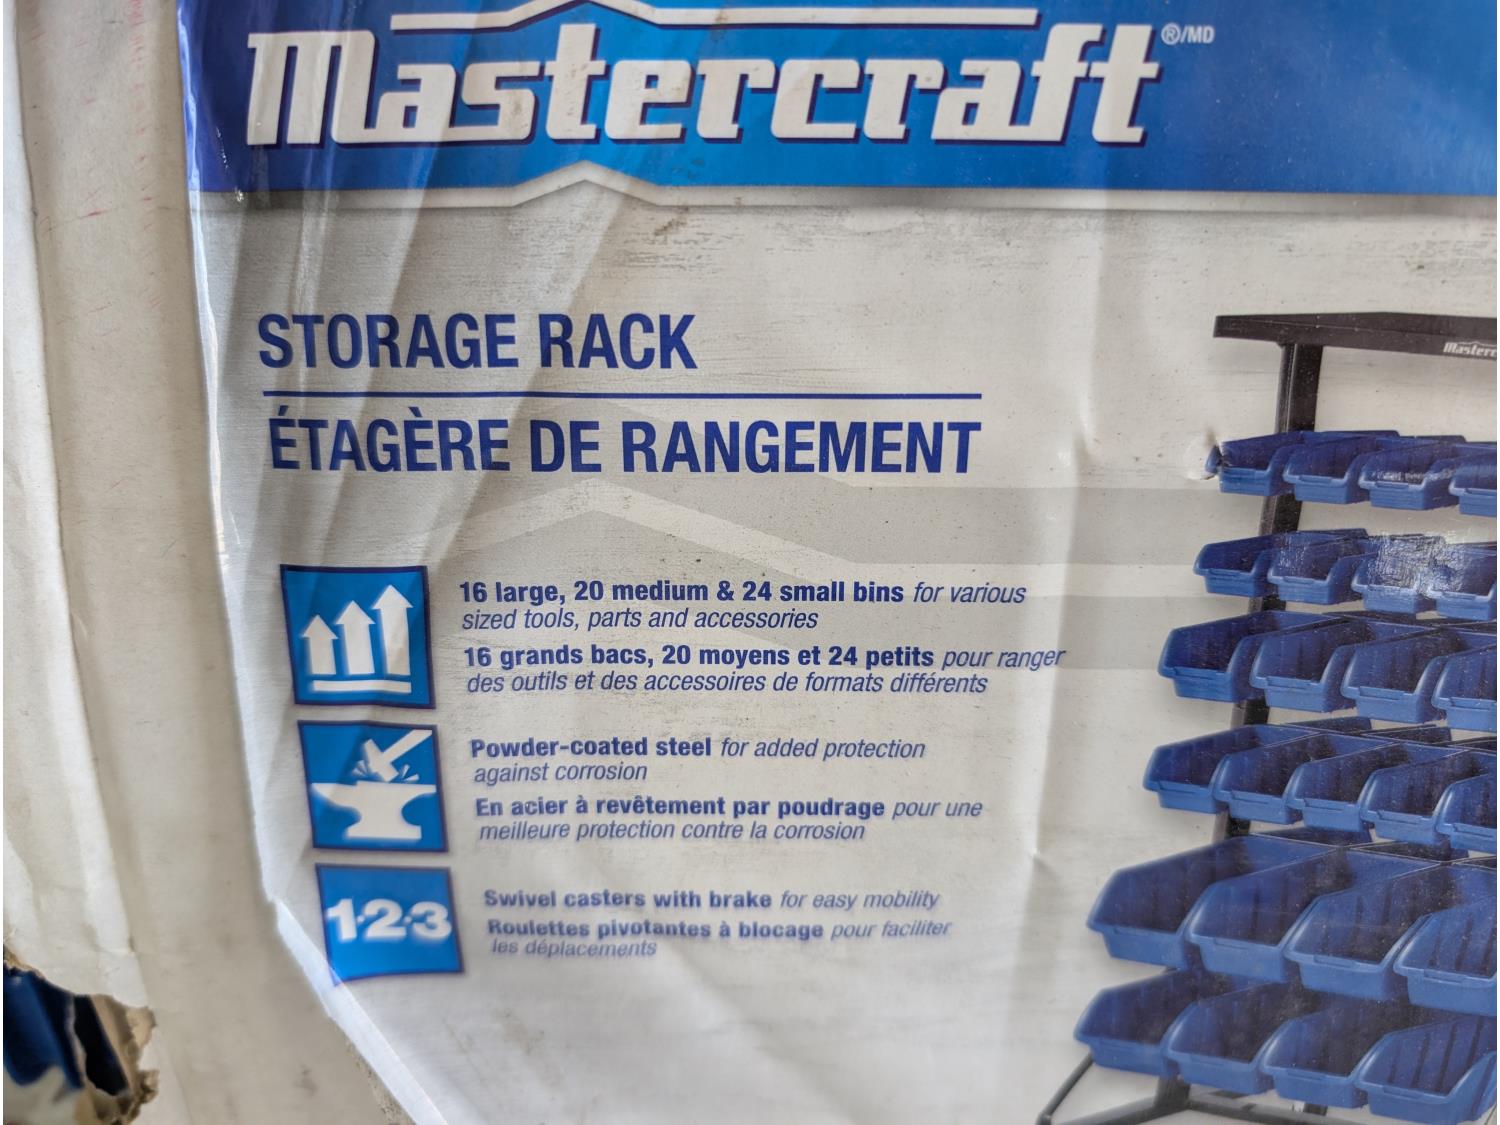 Mastercraft ®/MD
STORAGE RACK
ÉTAGÈRE DE RANGEMENT
16 large, 20 medium & 24 small bins for various
sized tools, parts and accessories
16 grands bacs, 20 moyens et 24 petits pour ranger
des outils et des accessoires de formats différents
Powder-coated steel for added protection
against corrosion
En acier à revêtement par poudrage pour une
meilleure protection contre la corrosion
1·2·3
Swivel casters with brake for easy mobility
Roulettes pivotantes à blocage pour faciliter
les déplacements
Masterc